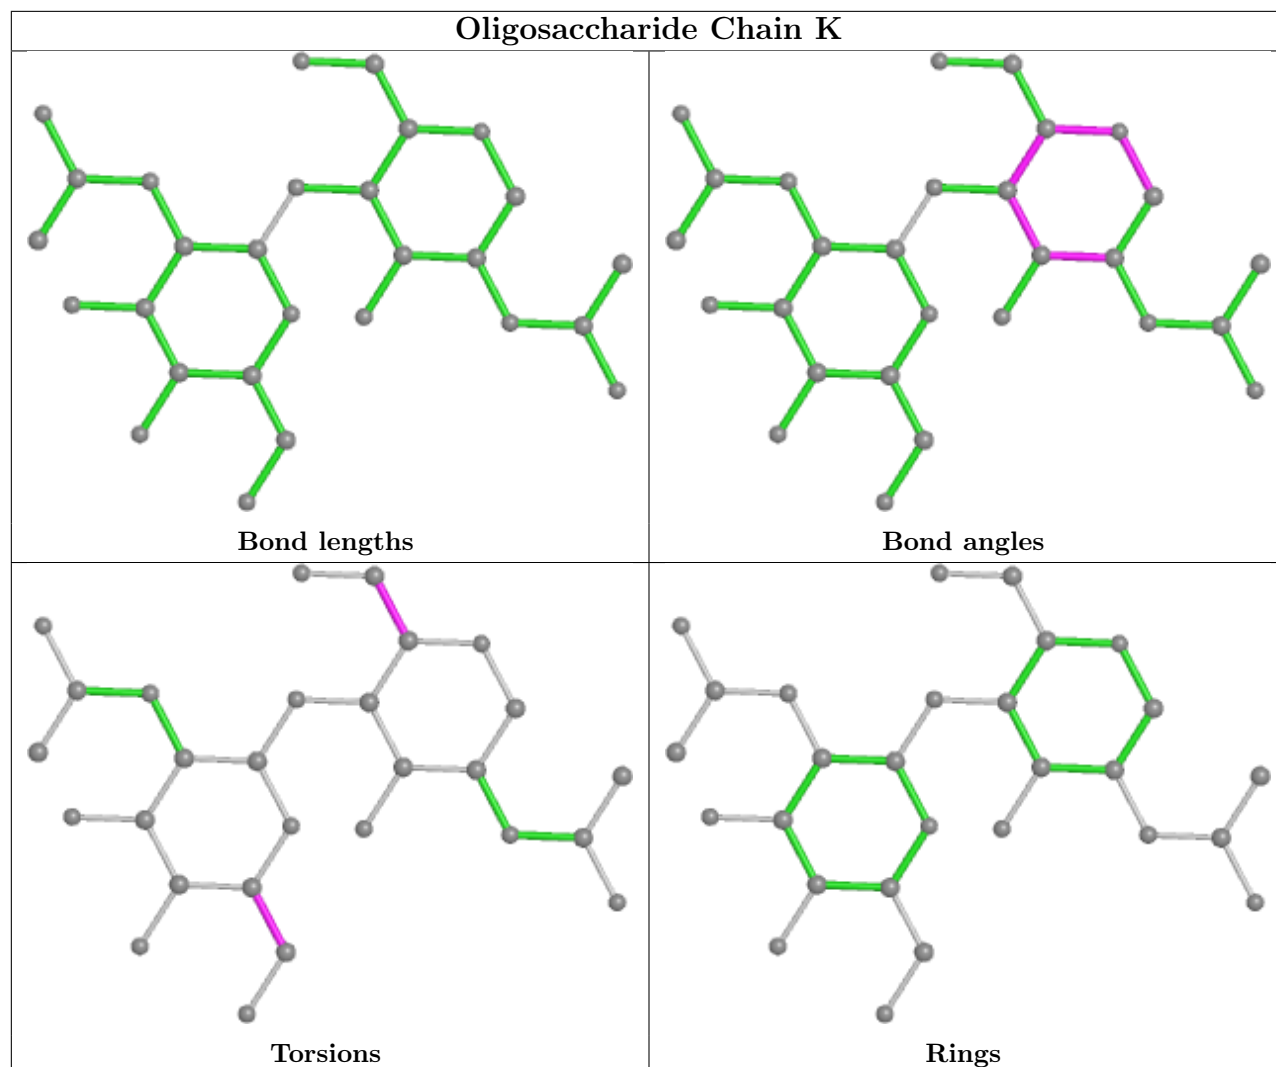 Oligosaccharide Chain K
Bond lengths
Bond angles
Torsions
Rings